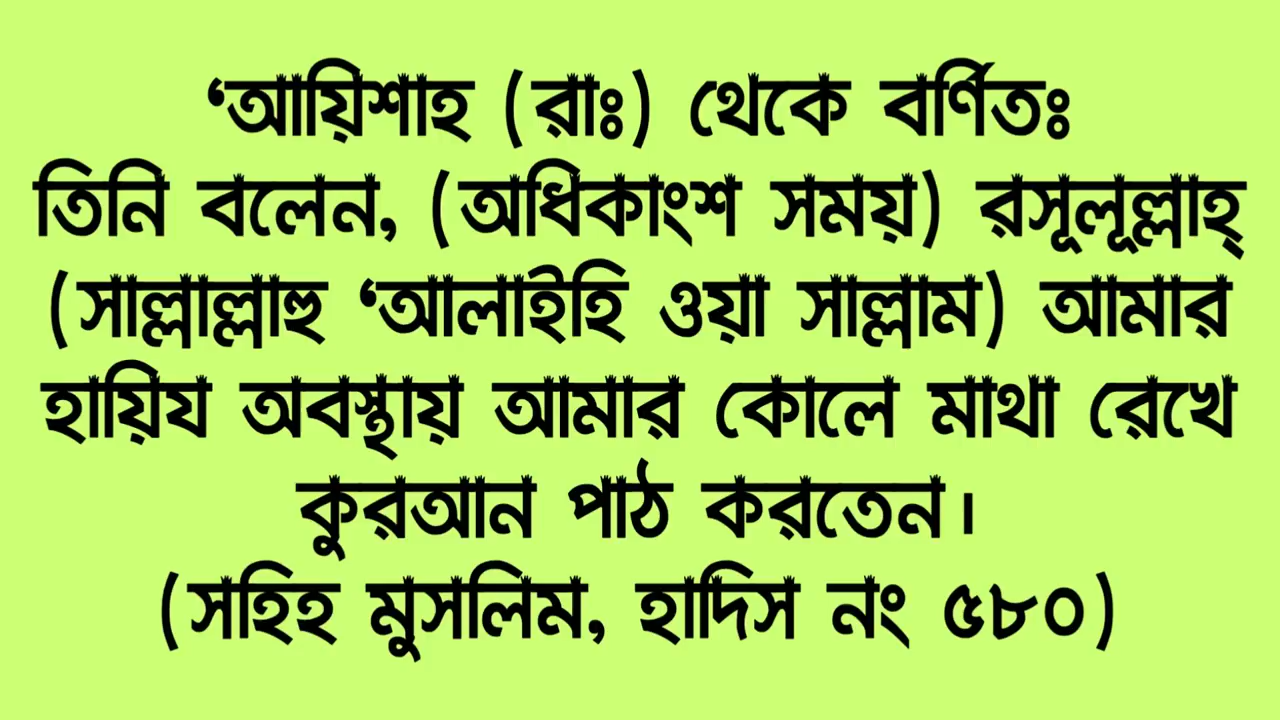 ‘আয়িশাহ (রাঃ) থেকে বর্ণিতঃ
তিনি বলেন, (অধিকাংশ সময়) রসূলূল্লাহ্
(সাল্লাল্লাহু ‘আলাইহি ওয়া সাল্লাম) আমার
হায়িয অবস্থায় আমার কোলে মাথা রেখে
কুরআন পাঠ করতেন।
(সহিহ মুসলিম, হাদিস নং ৫৮০)